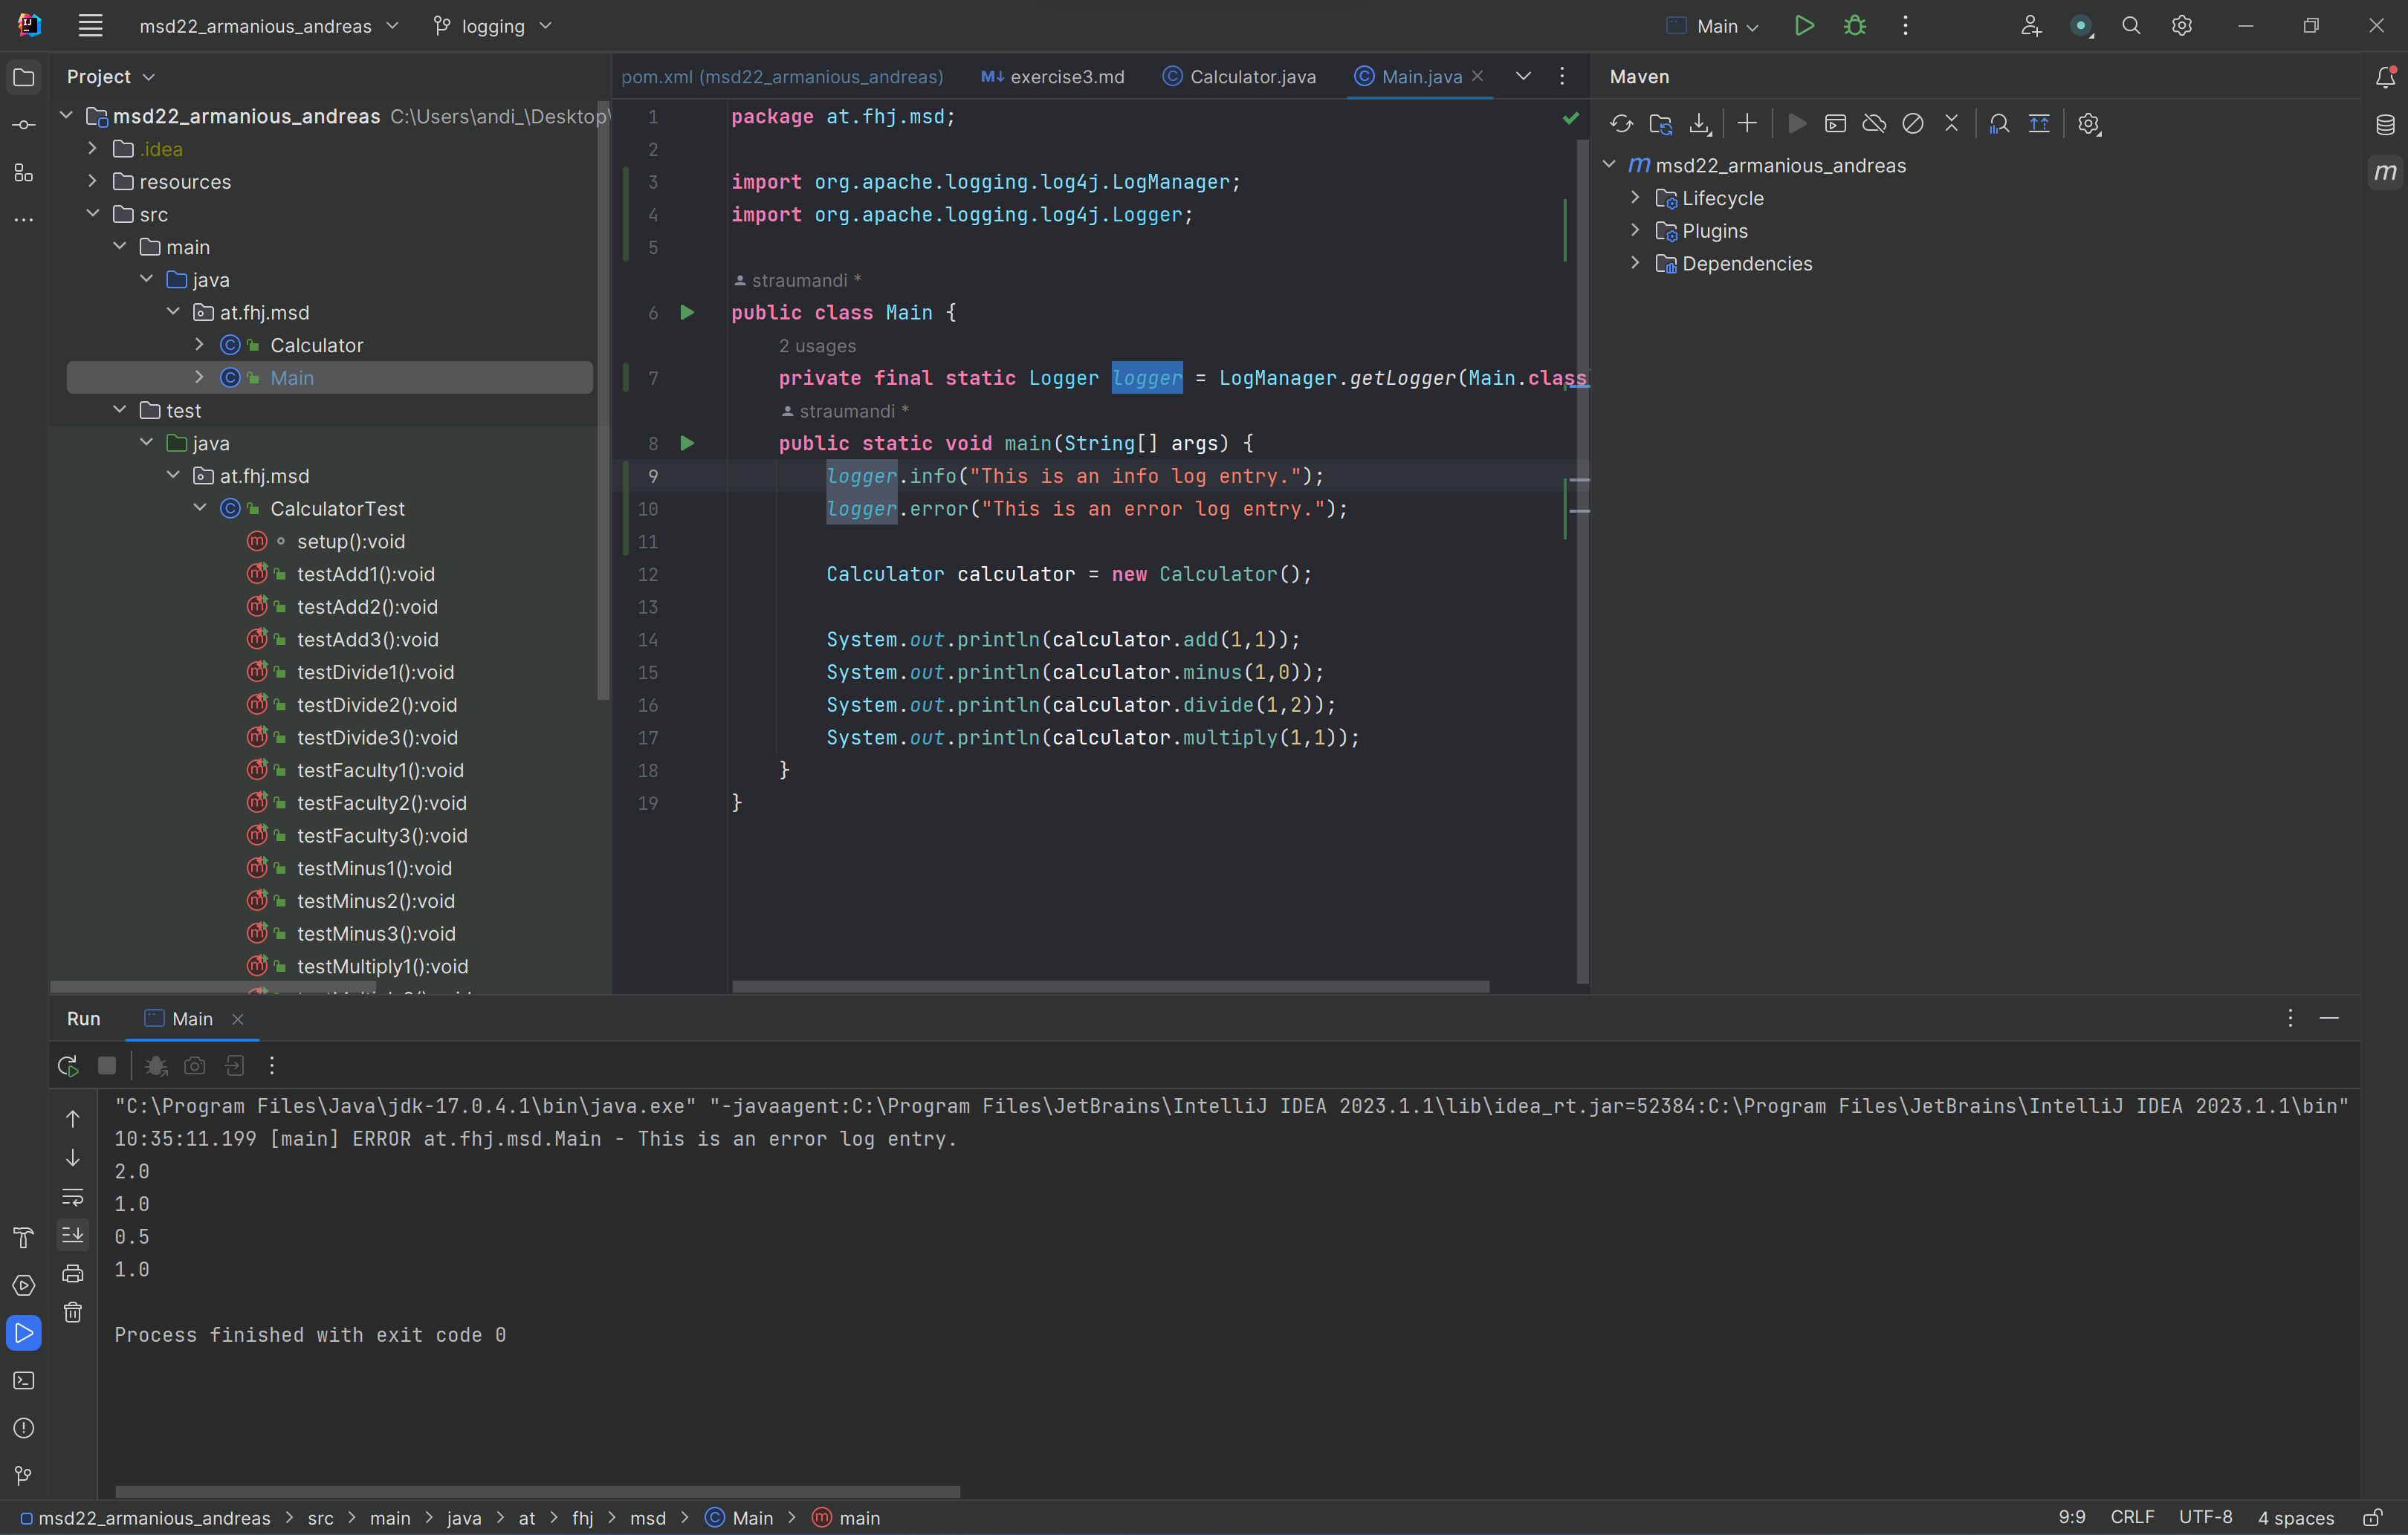 msd22_armanious_andreas
logging
Main
Project
msd22_armanious_andreas C:\Users\andi_\Desktop\
.idea
resources
src
main
java
at.fhj.msd
Calculator
Main
test
java
at.fhj.msd
CalculatorTest
setup():void
testAdd1():void
testAdd2():void
testAdd3():void
testDivide1():void
testDivide2():void
testDivide3():void
testFaculty1():void
testFaculty2():void
testFaculty3():void
testMinus1():void
testMinus2():void
testMinus3():void
testMultiply1():void
pom.xml (msd22_armanious_andreas)
M↓ exercise3.md
Calculator.java
Main.java
1 package at.fhj.msd;
2
3 import org.apache.logging.log4j.LogManager;
4 import org.apache.logging.log4j.Logger;
5
straumandi *
6 public class Main {
2 usages
7 private final static Logger logger = LogManager.getLogger(Main.class
straumandi *
8 public static void main(String[] args) {
9 logger.info("This is an info log entry.");
10 logger.error("This is an error log entry.");
11
12 Calculator calculator = new Calculator();
13
14 System.out.println(calculator.add(1,1));
15 System.out.println(calculator.minus(1,0));
16 System.out.println(calculator.divide(1,2));
17 System.out.println(calculator.multiply(1,1));
18 }
19 }
Maven
m msd22_armanious_andreas
Lifecycle
Plugins
Dependencies
m
Run
Main
"C:\Program Files\Java\jdk-17.0.4.1\bin\java.exe" "-javaagent:C:\Program Files\JetBrains\IntelliJ IDEA 2023.1.1\lib\idea_rt.jar=52384:C:\Program Files\JetBrains\IntelliJ IDEA 2023.1.1\bin"
10:35:11.199 [main] ERROR at.fhj.msd.Main - This is an error log entry.
2.0
1.0
0.5
1.0
Process finished with exit code 0
msd22_armanious_andreas > src > main > java > at > fhj > msd > Main > main
9:9 CRLF UTF-8 4 spaces